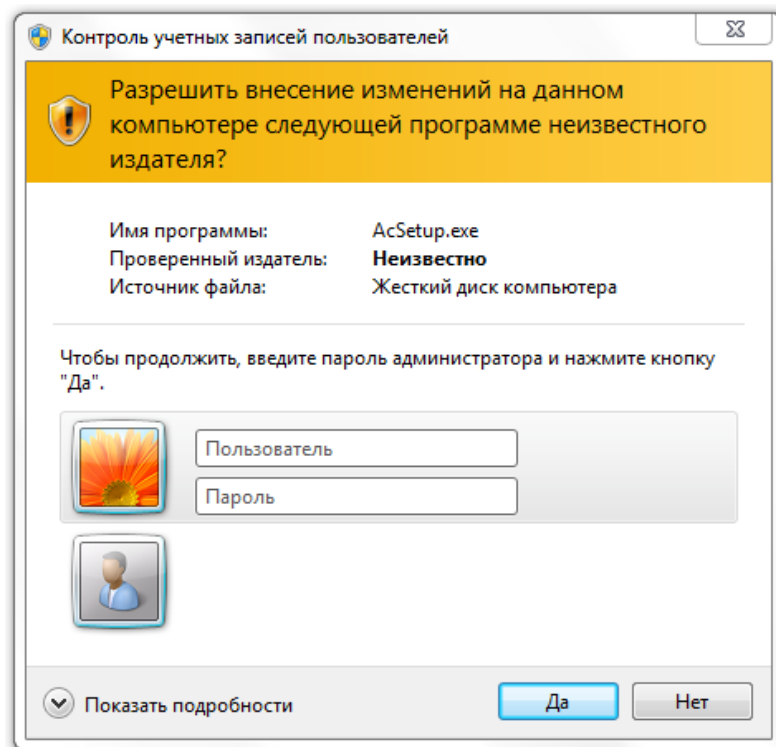 Контроль учетных записей пользователей
Разрешить внесение изменений на данном
компьютере следующей программе неизвестного
издателя?
Имя программы: AcSetup.exe
Проверенный издатель: Неизвестно
Источник файла: Жесткий диск компьютера
Чтобы продолжить, введите пароль администратора и нажмите кнопку
"Да".
Пользователь
Пароль
Показать подробности Да Нет